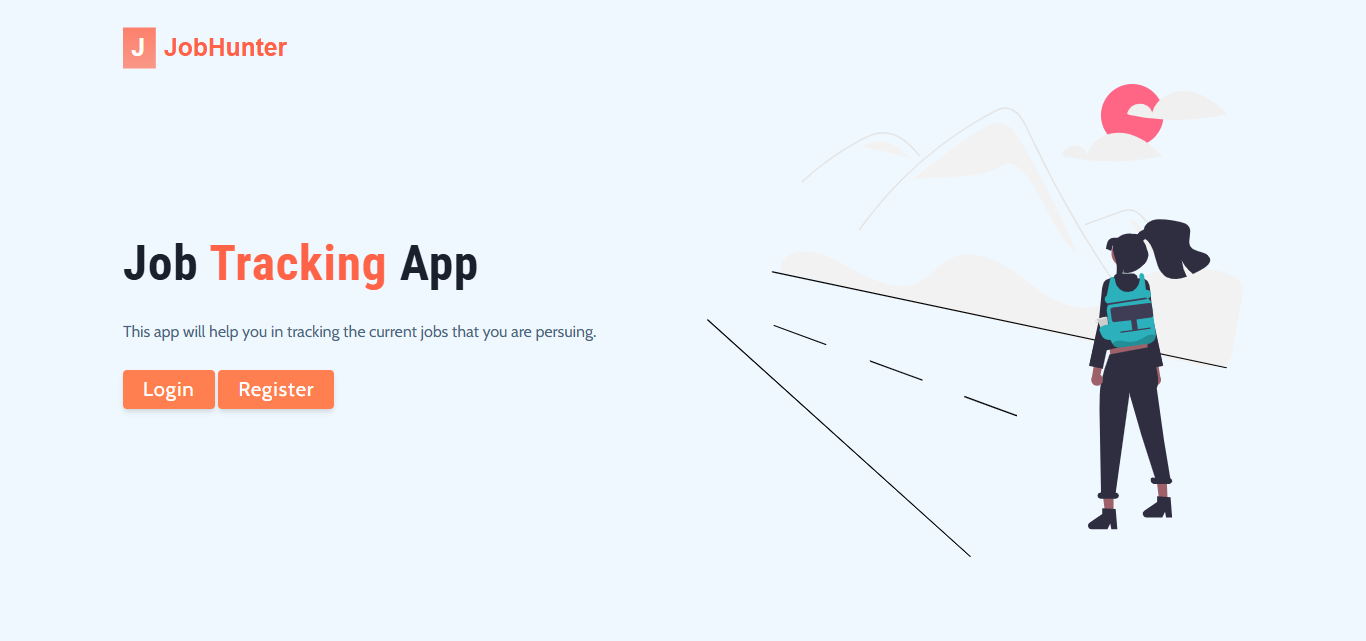 J JobHunter
Job Tracking App
This app will help you in tracking the current jobs that you are persuing.
Login Register